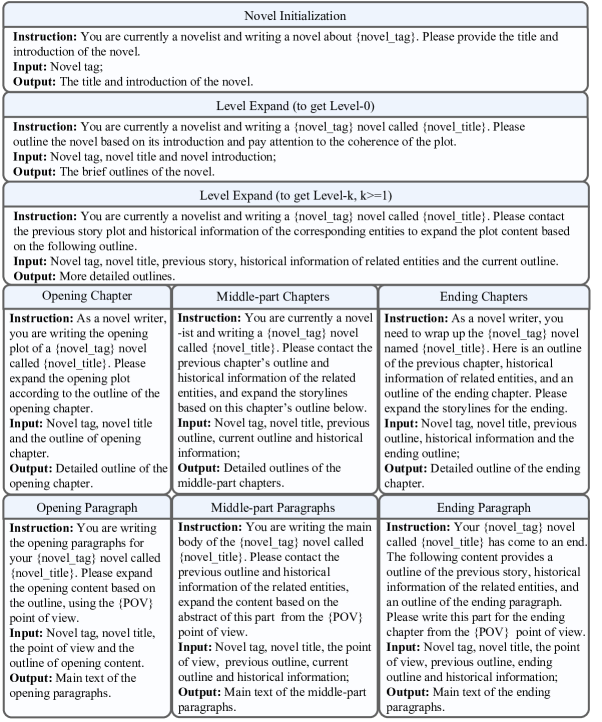 Novel Initialization
Instruction: You are currently a novelist and writing a novel about {novel_tag}. Please provide the title and
introduction of the novel.
Input: Novel tag;
Output: The title and introduction of the novel.
Level Expand (to get Level-0)
Instruction: You are currently a novelist and writing a {novel_tag} novel called {novel_title}. Please
outline the novel based on its introduction and pay attention to the coherence of the plot.
Input: Novel tag, novel title and novel introduction;
Output: The brief outlines of the novel.
Level Expand (to get Level-k, k>=1)
Instruction: You are currently a novelist and writing a {novel_tag} novel called {novel_title}. Please contact
the previous story plot and historical information of the corresponding entities to expand the plot content based
on the following outline.
Input: Novel tag, novel title, previous story, historical information of related entities and the current outline.
Output: More detailed outlines.
Opening Chapter
Instruction: As a novel writer,
you are writing the opening
plot of a {novel_tag} novel
called {novel_title}. Please
expand the opening plot
according to the outline of the
opening chapter.
Input: Novel tag, novel title
and the outline of opening
chapter.
Output: Detailed outline of the
opening chapter.
Middle-part Chapters
Instruction: You are currently a novel
-ist and writing a {novel_tag} novel
called {novel_title}. Please contact the
previous chapter's outline and
historical information of the related
entities, and expand the storylines
based on this chapter's outline below.
Input: Novel tag, novel title, previous
outline, current outline and historical
information;
Output: Detailed outlines of the
middle-part chapters.
Ending Chapters
Instruction: As a novel writer, you
need to wrap up the {novel_tag} novel
named {novel_title}. Here is an outline
of the previous chapter, historical
information of related entities, and an
outline of the ending chapter. Please
expand the storylines for the ending.
Input: Novel tag, novel title, previous
outline, historical information and the
ending outline;
Output: Detailed outline of the ending
chapter.
Opening Paragraph
Instruction: You are writing
the opening paragraphs for
your {novel_tag} novel called
{novel_title}. Please expand
the opening content based on
the outline, using the {POV}
point of view.
Input: Novel tag, novel title,
the point of view and the
outline of opening content.
Output: Main text of the
opening paragraphs.
Middle-part Paragraphs
Instruction: You are writing the main
body of the {novel_tag} novel called
{novel_title}. Please contact the
previous outline and historical
information of the related entities,
expand the content based on the
abstract of this part from the {POV}
point of view.
Input: Novel tag, novel title, the point
of view, previous outline, current
outline and historical information;
Output: Main text of the middle-part
paragraphs.
Ending Paragraph
Instruction: Your {novel_tag} novel
called {novel_title} has come to an end.
The following content provides a
outline of the previous story, historical
information of the related entities, and
an outline of the ending paragraph.
Please write this part for the ending
chapter from the {POV} point of view.
Input: Novel tag, novel title, the point
of view, previous outline, ending
outline and historical information;
Output: Main text of the ending
paragraphs.